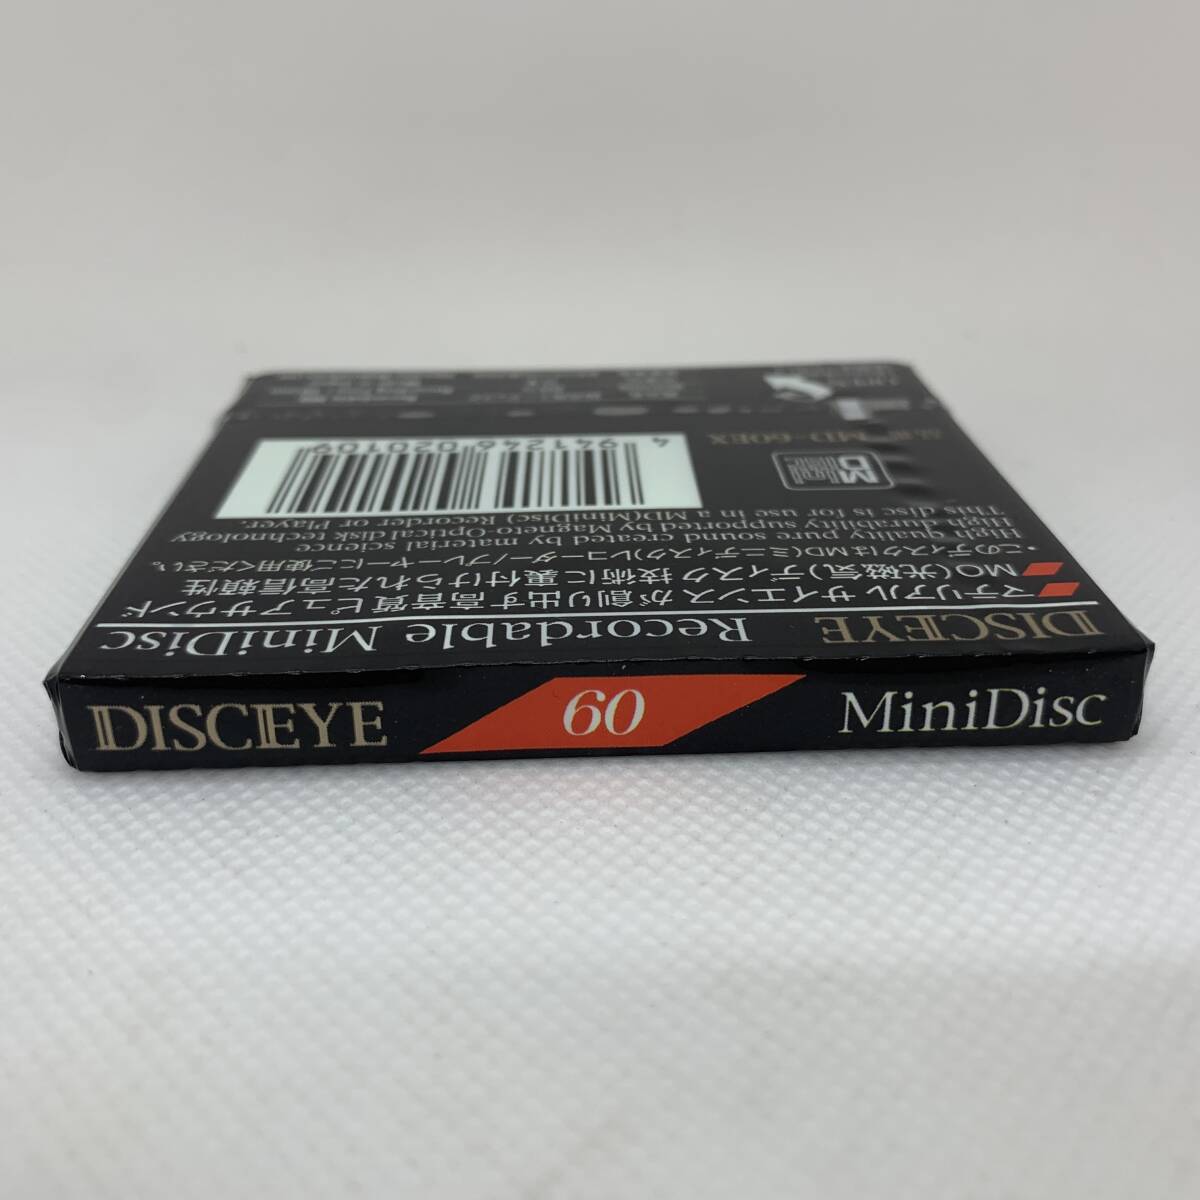 DISCEYE 60 MiniDisc
DISCEYE Recordable MiniDisc
マテリアル サイエンスが創り出す高音質ピュアサウンド
MO(光磁気)ディスク技術に裏付けられた高信頼性
・このディスクはMD(ミニディスク)レコーダー/プレーヤーにご使用ください。
High quality pure sound created by material science
High durability supported by Magneto-Optical disk technology
This disc is for use in a MD(MiniDisc) Recorder or Player.
MD-60EX
4941246020109